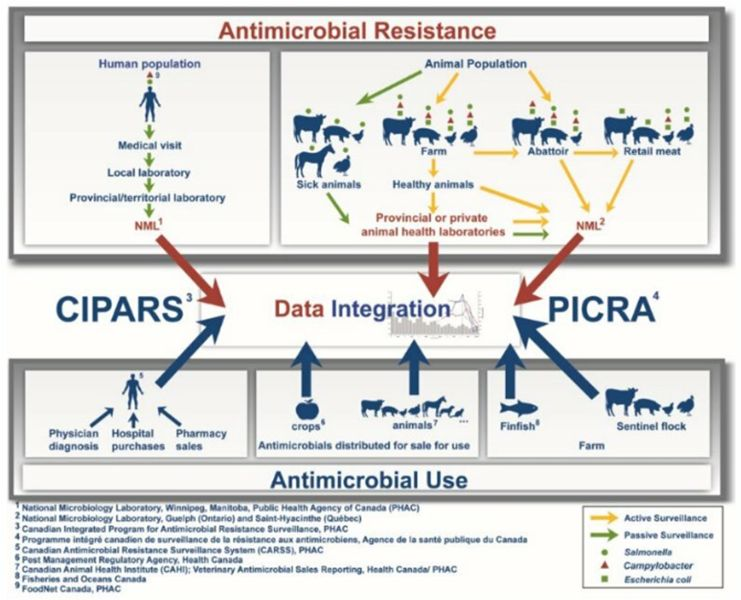 Antimicrobial Resistance
Human population
9
Medical visit
Local laboratory
Provincial/territorial laboratory
NML1
Animal Population
Sick animals
Farm
Abattoir
Retail meat
Healthy animals
Provincial or private
animal health laboratories
NML2
CIPARS3
Data Integration
PICRA4
5
Physician
diagnosis
Hospital
purchases
Pharmacy
sales
crops6
animals7
...
Antimicrobials distributed for sale for use
Finfish8
Sentinel flock
Farm
Antimicrobial Use
1 National Microbiology Laboratory, Winnipeg, Manitoba, Public Health Agency of Canada (PHAC)
2 National Microbiology Laboratory, Guelph (Ontario) and Saint-Hyacinthe (Québec)
3 Canadian Integrated Program for Antimicrobial Resistance Surveillance, PHAC
4 Programme intégré canadien de surveillance de la résistance aux antimicrobiens, Agence de la santé publique du Canada
5 Canadian Antimicrobial Resistance Surveillance System (CARSS), PHAC
6 Pest Management Regulatory Agency, Health Canada
7 Canadian Animal Health Institute (CAHI); Veterinary Antimicrobial Sales Reporting, Health Canada/ PHAC
8 Fisheries and Oceans Canada
9 FoodNet Canada, PHAC
Active Surveillance
Passive Surveillance
Salmonella
Campylobacter
Escherichia coli